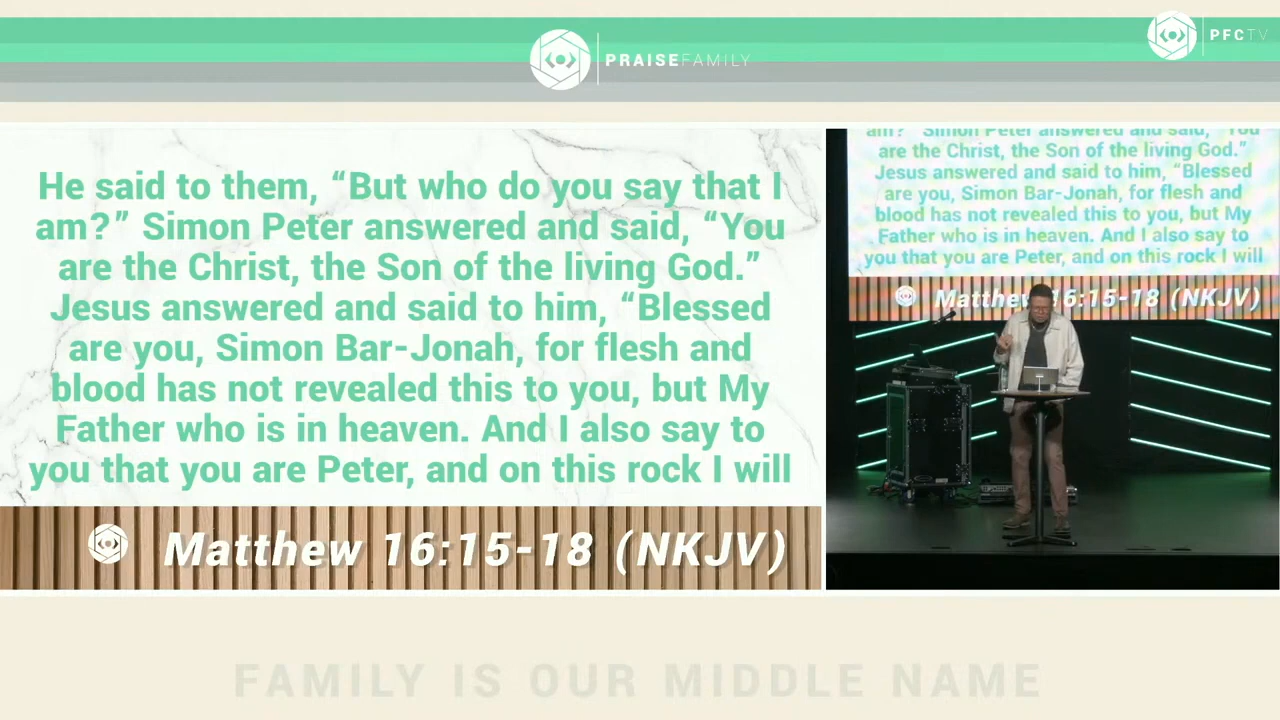 PRAISEFAMILY
PFCTV
He said to them, “But who do you say that I
am?” Simon Peter answered and said, “You
are the Christ, the Son of the living God.”
Jesus answered and said to him, “Blessed
are you, Simon Bar-Jonah, for flesh and
blood has not revealed this to you, but My
Father who is in heaven. And I also say to
you that you are Peter, and on this rock I will
Matthew 16:15-18 (NKJV)
am?” Simon Peter answered and said, “You
are the Christ, the Son of the living God.”
Jesus answered and said to him, “Blessed
are you, Simon Bar-Jonah, for flesh and
blood has not revealed this to you, but My
Father who is in heaven. And I also say to
you that you are Peter, and on this rock I will
Matthew 16:15-18 (NKJV)
FAMILY IS OUR MIDDLE NAME